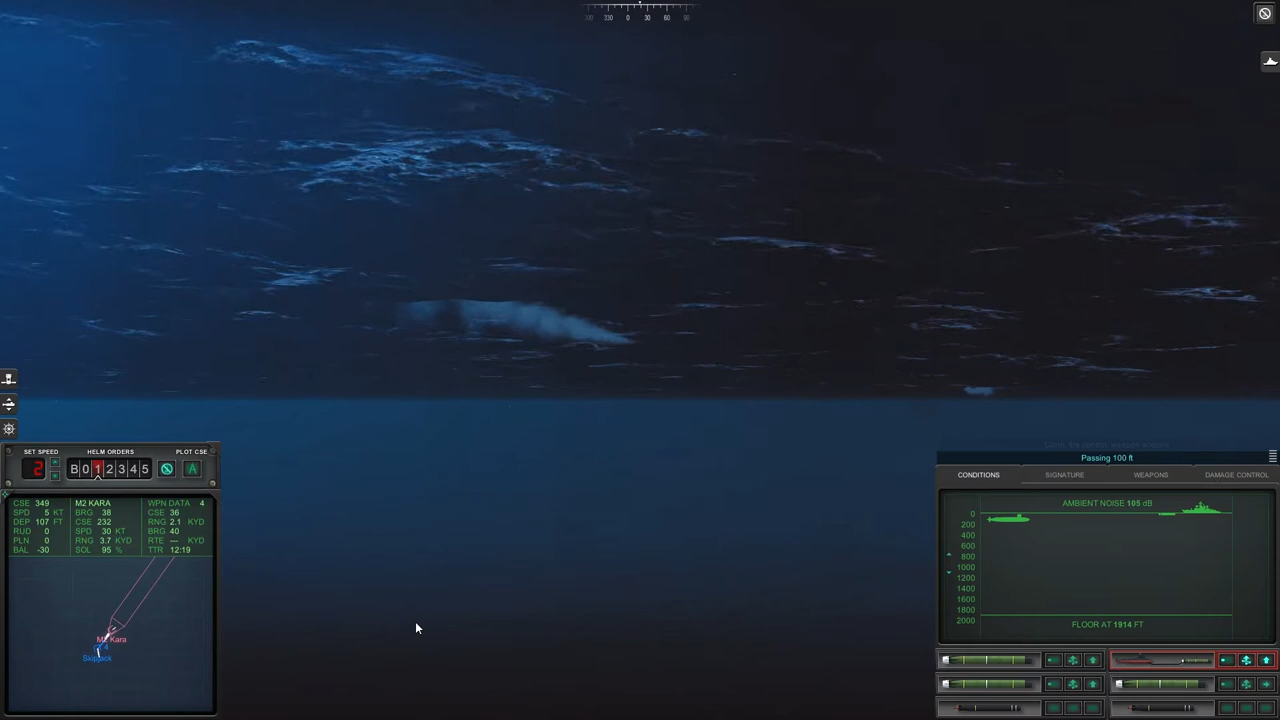 300 330 0 30 60 90
SET SPEED HELM ORDERS PLOT CSE
2 B 0 1 2 3 4 5 A
CSE 349 M2 KARA WPN DATA 4
SPD 5 KT BRG 38 CSE 36
DEP 107 FT CSE 232 RNG 2.1 KYD
RUD 0 SPD 30 KT BRG 40
PLN 0 RNG 3.7 KYD RTE --- KYD
BAL -30 SOL 95 % TTR 12:19
M2 Kara
Skipjack
Passing 100 ft
CONDITIONS SIGNATURE WEAPONS DAMAGE CONTROL
AMBIENT NOISE 105 dB
0
200
400
600
800
1000
1200
1400
1600
1800
2000
FLOOR AT 1914 FT